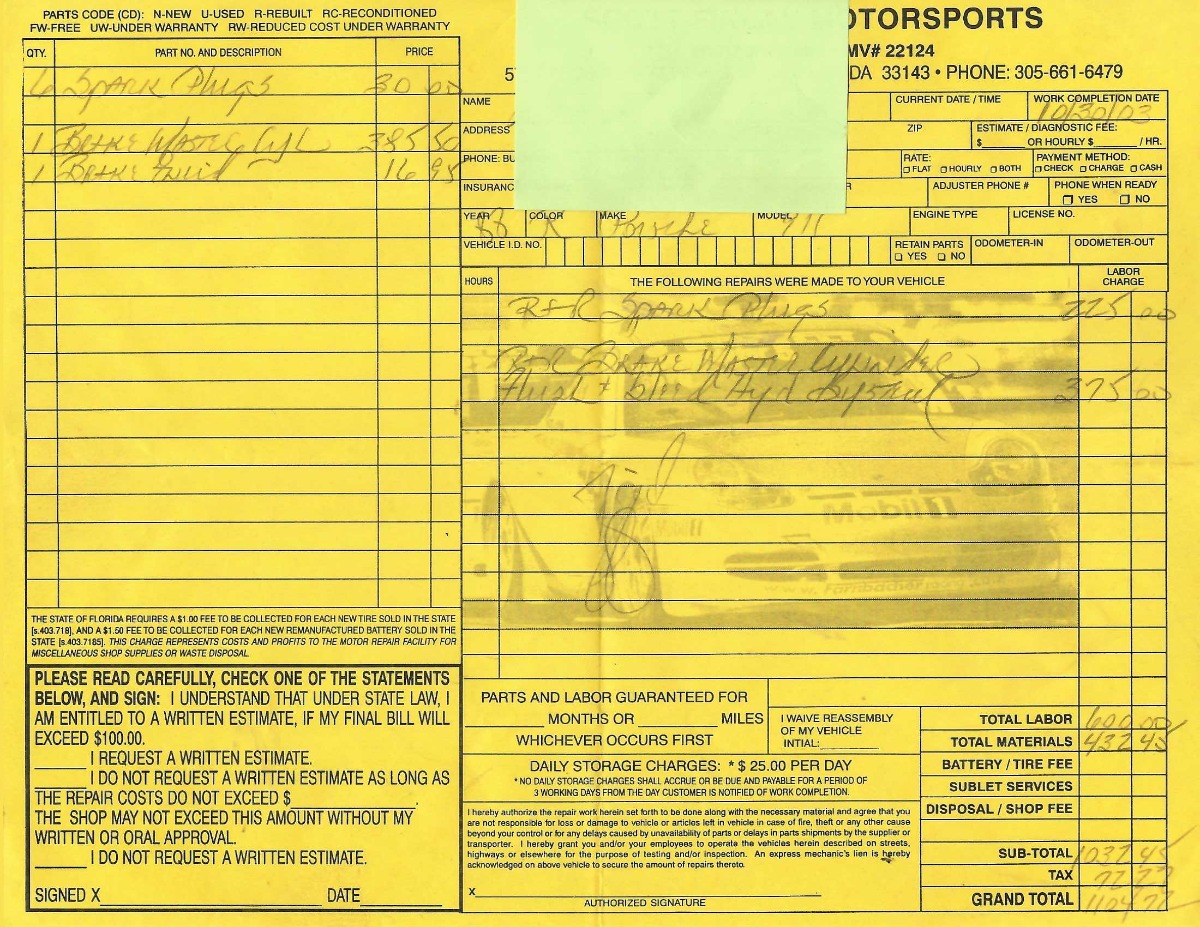 PARTS CODE (CD): N-NEW U-USED R-REBUILT RC-RECONDITIONED
FW-FREE UW-UNDER WARRANTY RW-REDUCED COST UNDER WARRANTY
QTY. PART NO. AND DESCRIPTION PRICE
6 Spark Plugs 30 00
1 Brake Master Cyl 385 50
1 Brake Fluid 16 95
THE STATE OF FLORIDA REQUIRES A $1.00 FEE TO BE COLLECTED FOR EACH NEW TIRE SOLD IN THE STATE
[s.403.718], AND A $1.50 FEE TO BE COLLECTED FOR EACH NEW REMANUFACTURED BATTERY SOLD IN THE
STATE [s.403.7185]. THIS CHARGE REPRESENTS COSTS AND PROFITS TO THE MOTOR REPAIR FACILITY FOR
MISCELLANEOUS SHOP SUPPLIES OR WASTE DISPOSAL.
PLEASE READ CAREFULLY, CHECK ONE OF THE STATEMENTS
BELOW, AND SIGN: I UNDERSTAND THAT UNDER STATE LAW, I
AM ENTITLED TO A WRITTEN ESTIMATE, IF MY FINAL BILL WILL
EXCEED $100.00.
I REQUEST A WRITTEN ESTIMATE.
I DO NOT REQUEST A WRITTEN ESTIMATE AS LONG AS
THE REPAIR COSTS DO NOT EXCEED $
THE SHOP MAY NOT EXCEED THIS AMOUNT WITHOUT MY
WRITTEN OR ORAL APPROVAL.
I DO NOT REQUEST A WRITTEN ESTIMATE.
SIGNED X DATE
OTORSPORTS
MV# 22124
57 DA 33143 • PHONE: 305-661-6479
NAME CURRENT DATE / TIME WORK COMPLETION DATE
10/30/03
ADDRESS ZIP ESTIMATE / DIAGNOSTIC FEE:
$ OR HOURLY $ / HR.
PHONE: BU RATE: PAYMENT METHOD:
FLAT HOURLY BOTH CHECK CHARGE CASH
INSURANC R ADJUSTER PHONE # PHONE WHEN READY
YES NO
YEAR COLOR MAKE MODEL ENGINE TYPE LICENSE NO.
Porsche 911
VEHICLE I.D. NO. RETAIN PARTS ODOMETER-IN ODOMETER-OUT
YES NO
HOURS THE FOLLOWING REPAIRS WERE MADE TO YOUR VEHICLE LABOR CHARGE
R+R Spark Plugs 225 00
R+R Brake Master Cylinder
Flush + bleed Hyd System 375 00
Mobil
PARTS AND LABOR GUARANTEED FOR
MONTHS OR MILES
WHICHEVER OCCURS FIRST
I WAIVE REASSEMBLY
OF MY VEHICLE
INTIAL:
DAILY STORAGE CHARGES: * $ 25.00 PER DAY
* NO DAILY STORAGE CHARGES SHALL ACCRUE OR BE DUE AND PAYABLE FOR A PERIOD OF
3 WORKING DAYS FROM THE DAY CUSTOMER IS NOTIFIED OF WORK COMPLETION.
I hereby authorize the repair work herein set forth to be done along with the necessary material and agree that you
are not responsible for loss or damage to vehicle or articles left in vehicle in case of fire, theft or any other cause
beyond your control or for any delays caused by unavailability of parts or delays in parts shipments by the supplier or
transporter. I hereby grant you and/or your employees to operate the vehicles herein described on streets,
highways or elsewhere for the purpose of testing and/or inspection. An express mechanic's lien is hereby
acknowledged on above vehicle to secure the amount of repairs thereto.
X
AUTHORIZED SIGNATURE
TOTAL LABOR 600.00
TOTAL MATERIALS 432 45
BATTERY / TIRE FEE
SUBLET SERVICES
DISPOSAL / SHOP FEE
SUB-TOTAL 1032 45
TAX 72 27
GRAND TOTAL 1104 72